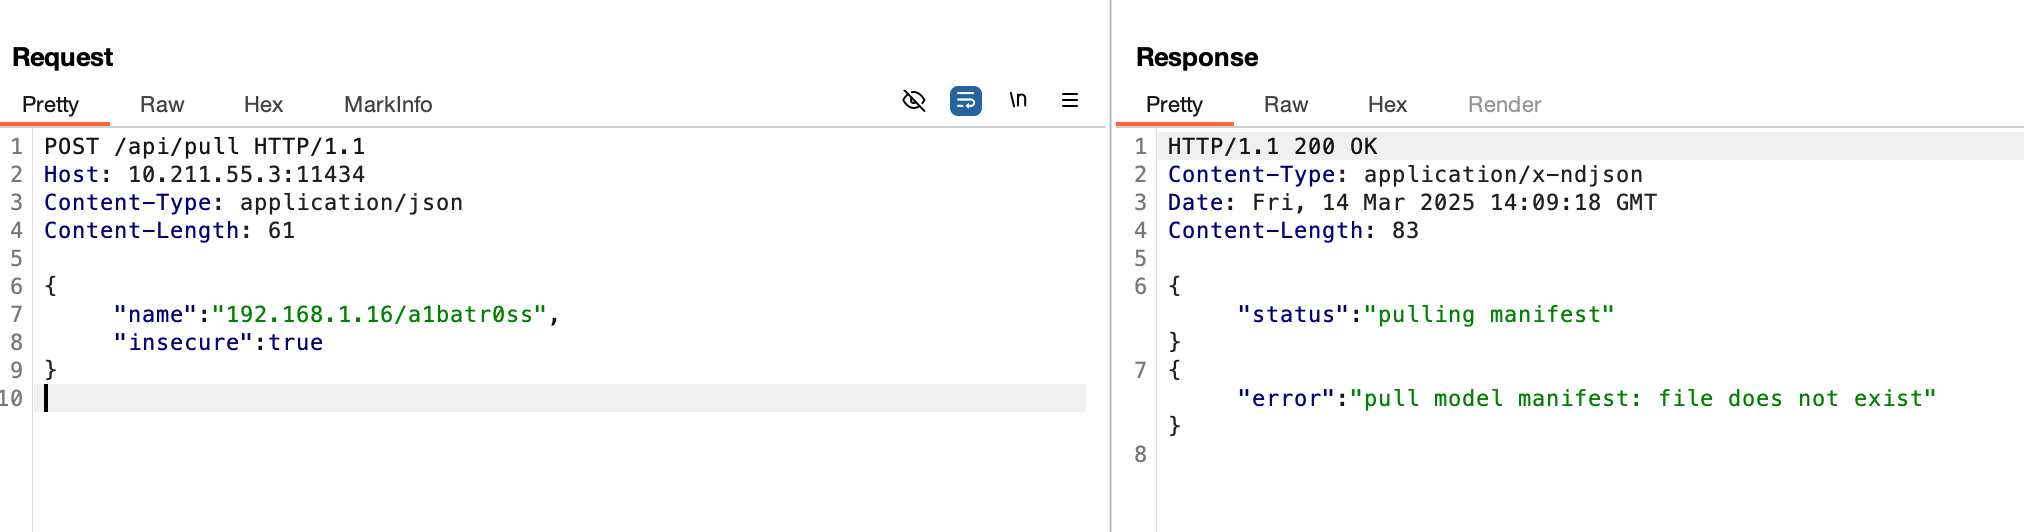 Request
Pretty Raw Hex MarkInfo \n
1 POST /api/pull HTTP/1.1
2 Host: 10.211.55.3:11434
3 Content-Type: application/json
4 Content-Length: 61
5
6 {
7 "name":"192.168.1.16/a1batr0ss",
8 "insecure":true
9 }
10
Response
Pretty Raw Hex Render
1 HTTP/1.1 200 OK
2 Content-Type: application/x-ndjson
3 Date: Fri, 14 Mar 2025 14:09:18 GMT
4 Content-Length: 83
5
6 {
"status":"pulling manifest"
}
7 {
"error":"pull model manifest: file does not exist"
}
8